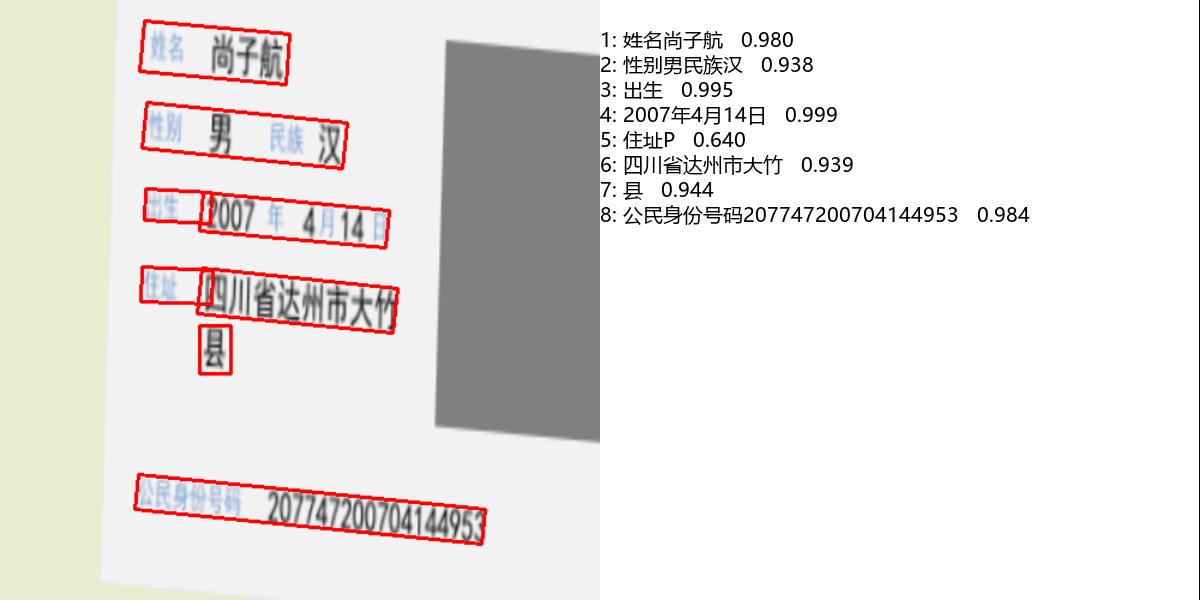 姓名 尚子航
性别 男 民族 汉
出生 2007 年 4 月 14 日
住址 四川省达州市大竹
县
公民身份号码 207747200704144953
1: 姓名尚子航 0.980
2: 性别男民族汉 0.938
3: 出生 0.995
4: 2007年4月14日 0.999
5: 住址P 0.640
6: 四川省达州市大竹 0.939
7: 县 0.944
8: 公民身份号码207747200704144953 0.984